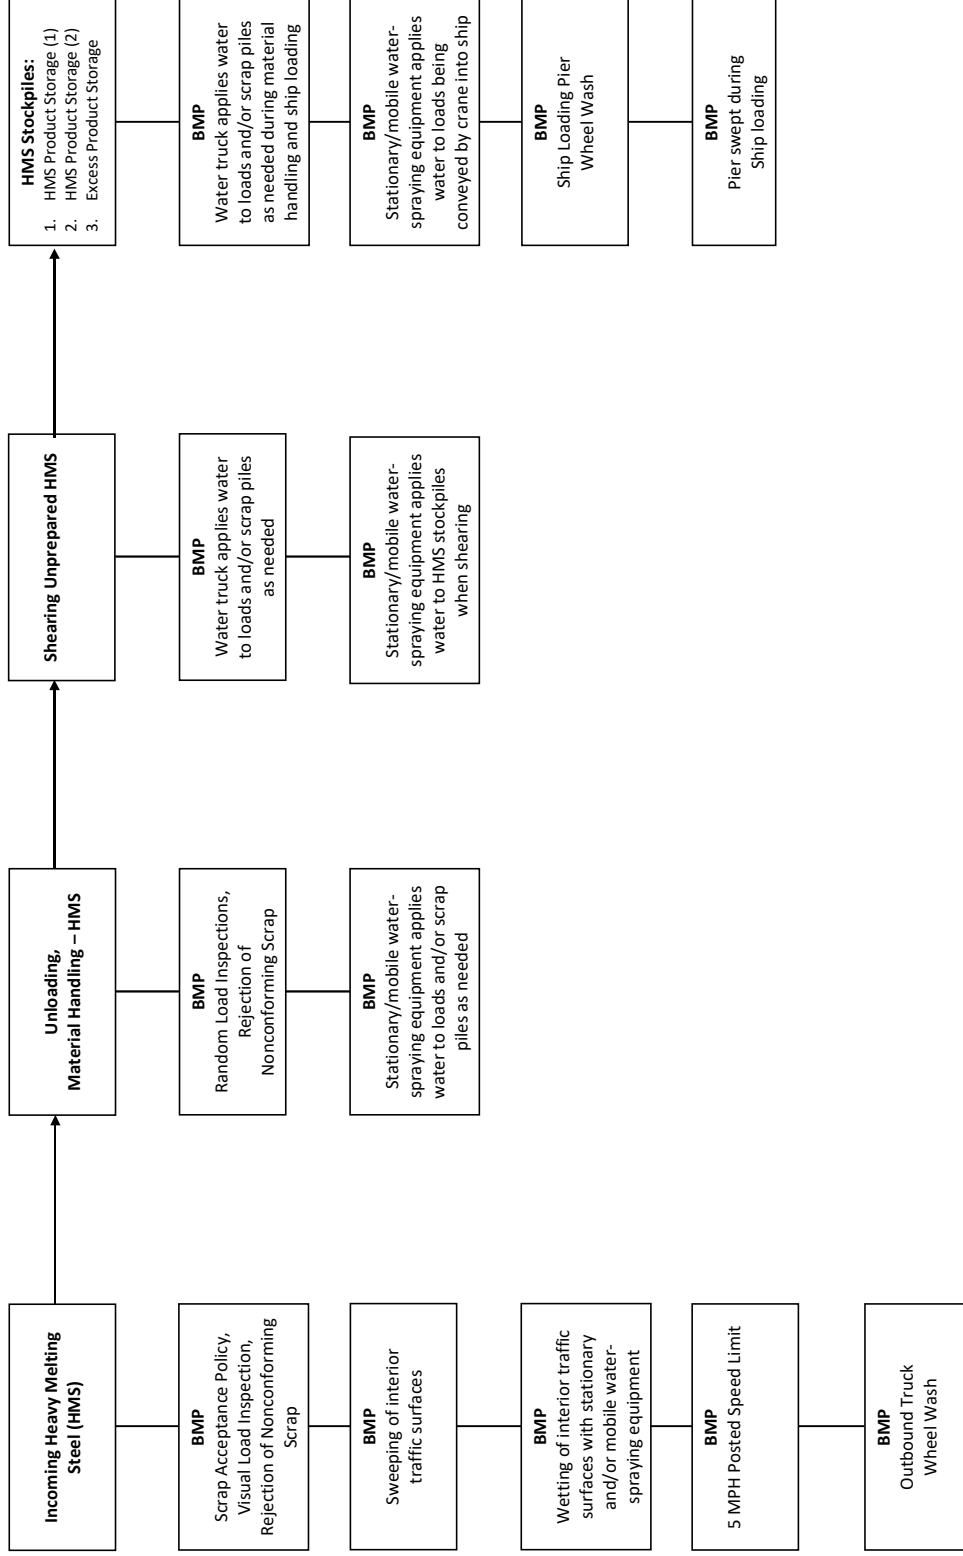 Incoming Heavy Melting
Steel (HMS)
BMP
Scrap Acceptance Policy,
Visual Load Inspection,
Rejection of Nonconforming
Scrap
BMP
Sweeping of interior
traffic surfaces
BMP
Wetting of interior traffic
surfaces with stationary
and/or mobile water-
spraying equipment
BMP
5 MPH Posted Speed Limit
BMP
Outbound Truck
Wheel Wash
Unloading,
Material Handling – HMS
BMP
Random Load Inspections,
Rejection of
Nonconforming Scrap
BMP
Stationary/mobile water-
spraying equipment applies
water to loads and/or scrap
piles as needed
Shearing Unprepared HMS
BMP
Water truck applies water
to loads and/or scrap piles
as needed
BMP
Stationary/mobile water-
spraying equipment applies
water to HMS stockpiles
when shearing
HMS Stockpiles:
1. HMS Product Storage (1)
2. HMS Product Storage (2)
3. Excess Product Storage
BMP
Water truck applies water
to loads and/or scrap piles
as needed during material
handling and ship loading
BMP
Stationary/mobile water-
spraying equipment applies
water to loads being
conveyed by crane into ship
BMP
Ship Loading Pier
Wheel Wash
BMP
Pier swept during
Ship loading